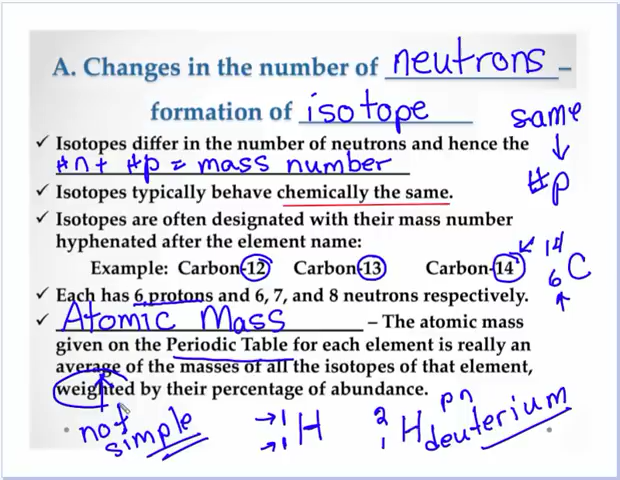 A. Changes in the number of neutrons –
formation of isotope
same
↓
#p
✓ Isotopes differ in the number of neutrons and hence the
#n + #p = mass number
✓ Isotopes typically behave chemically the same.
✓ Isotopes are often designated with their mass number
hyphenated after the element name:
Example: Carbon-12 Carbon-13 Carbon-14
14
6 C
✓ Each has 6 protons and 6, 7, and 8 neutrons respectively.
✓ Atomic Mass – The atomic mass
given on the Periodic Table for each element is really an
average of the masses of all the isotopes of that element,
weighted by their percentage of abundance.
not
simple
→1
→1 H
2
1 H
pn
deuterium